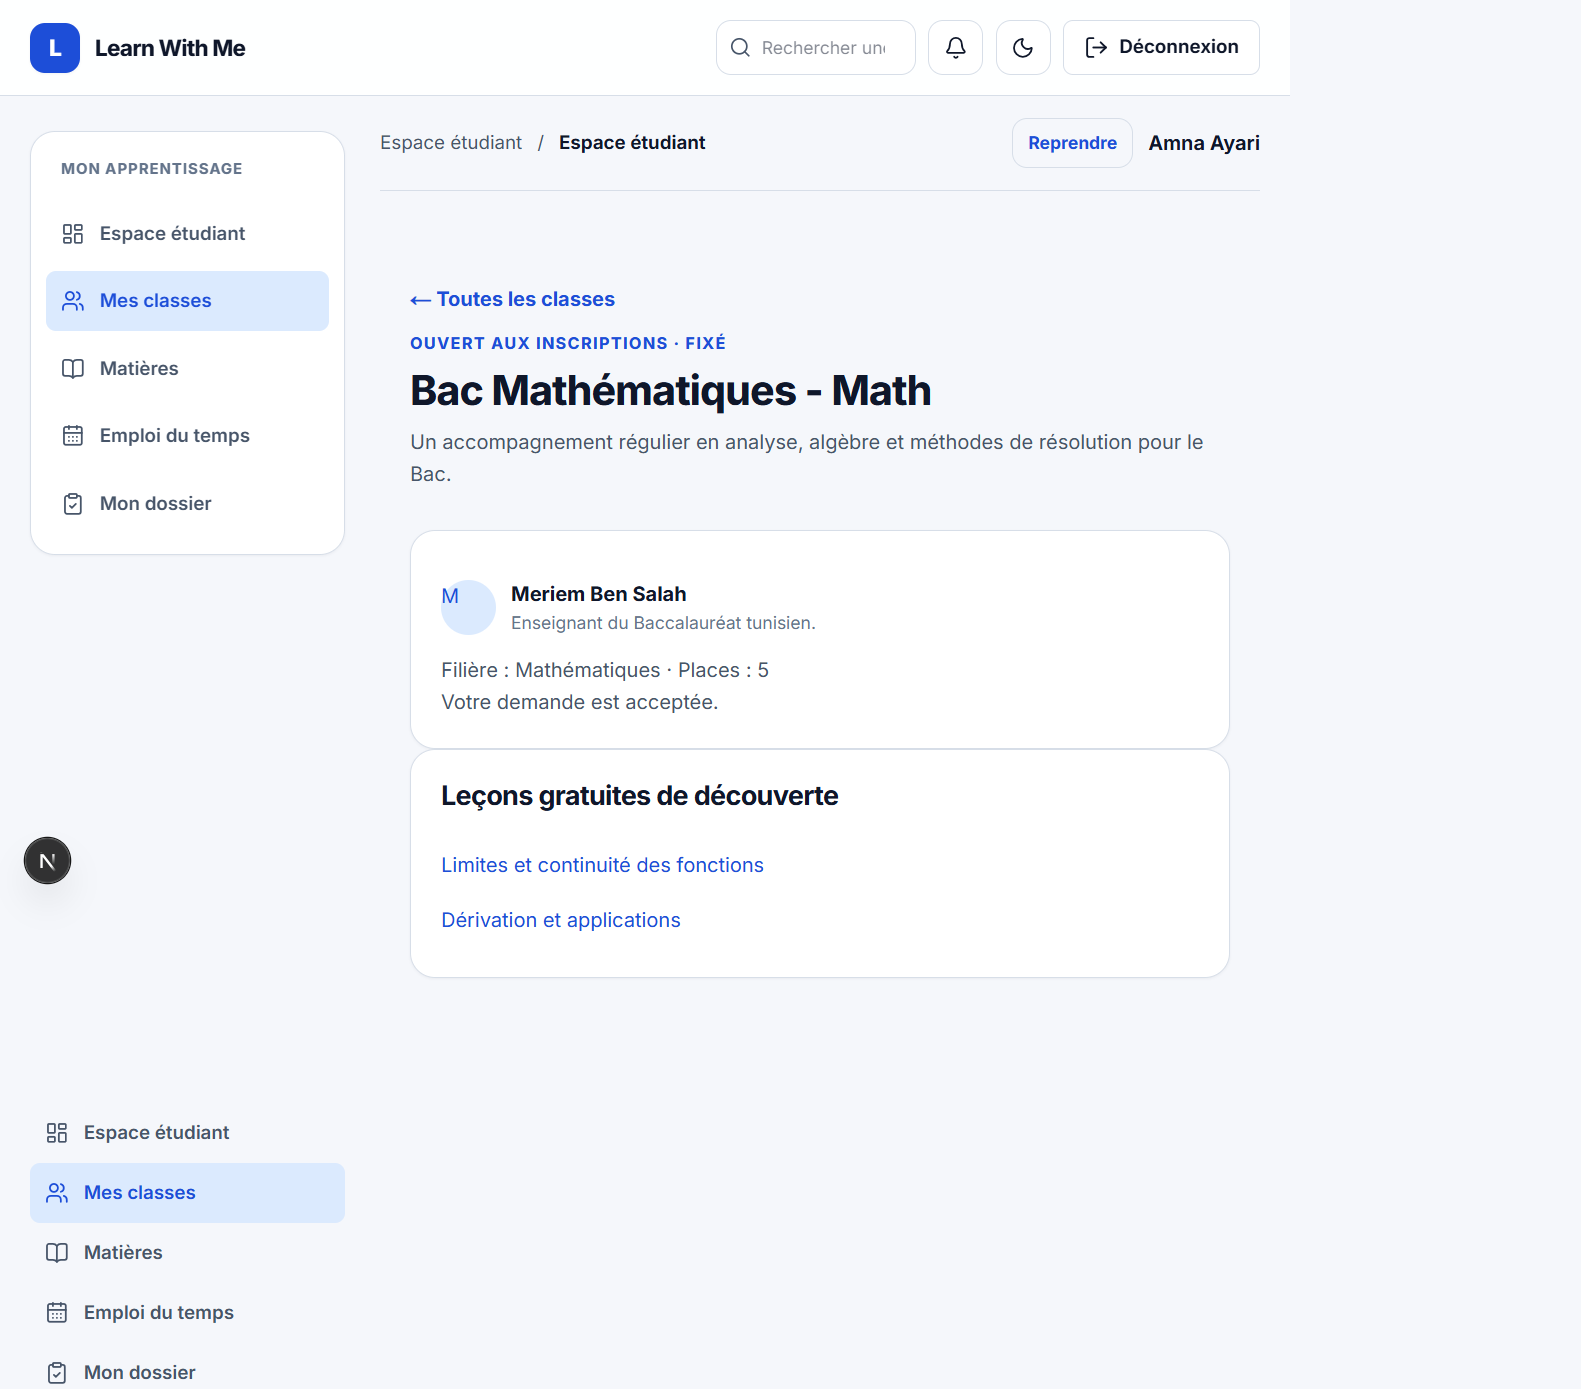 L Learn With Me
Rechercher un
Déconnexion
MON APPRENTISSAGE
Espace étudiant
Mes classes
Matières
Emploi du temps
Mon dossier
Espace étudiant / Espace étudiant
Reprendre
Amna Ayari
← Toutes les classes
OUVERT AUX INSCRIPTIONS · FIXÉ
Bac Mathématiques - Math
Un accompagnement régulier en analyse, algèbre et méthodes de résolution pour le
Bac.
M
Meriem Ben Salah
Enseignant du Baccalauréat tunisien.
Filière : Mathématiques · Places : 5
Votre demande est acceptée.
Leçons gratuites de découverte
Limites et continuité des fonctions
Dérivation et applications
N
Espace étudiant
Mes classes
Matières
Emploi du temps
Mon dossier